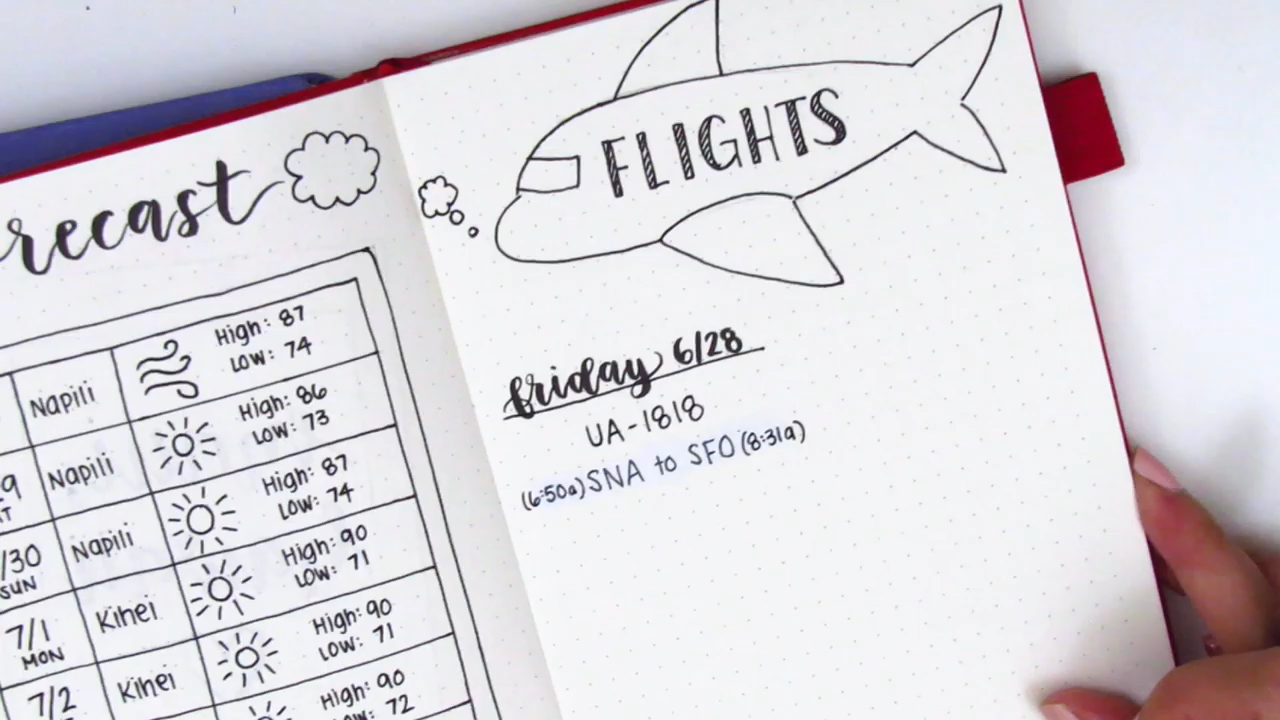 recast
Napili
High: 87
Low: 74
9
Napili
High: 86
Low: 73
/30
SUN
Napili
High: 87
Low: 74
7/1
MON
Kihei
High: 90
Low: 71
7/2
Kihei
High: 90
Low: 71
High: 90
Low: 72
FLIGHTS
friday 6/28
UA-1818
(6:50a) SNA to SFO (8:31a)